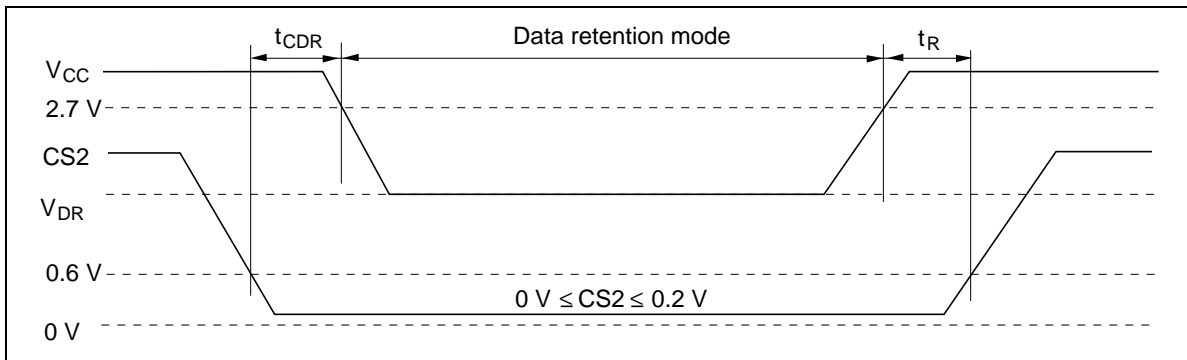 tCDR Data retention mode tR
VCC
2.7 V
CS2
VDR
0.6 V
0 V ≤ CS2 ≤ 0.2 V
0 V